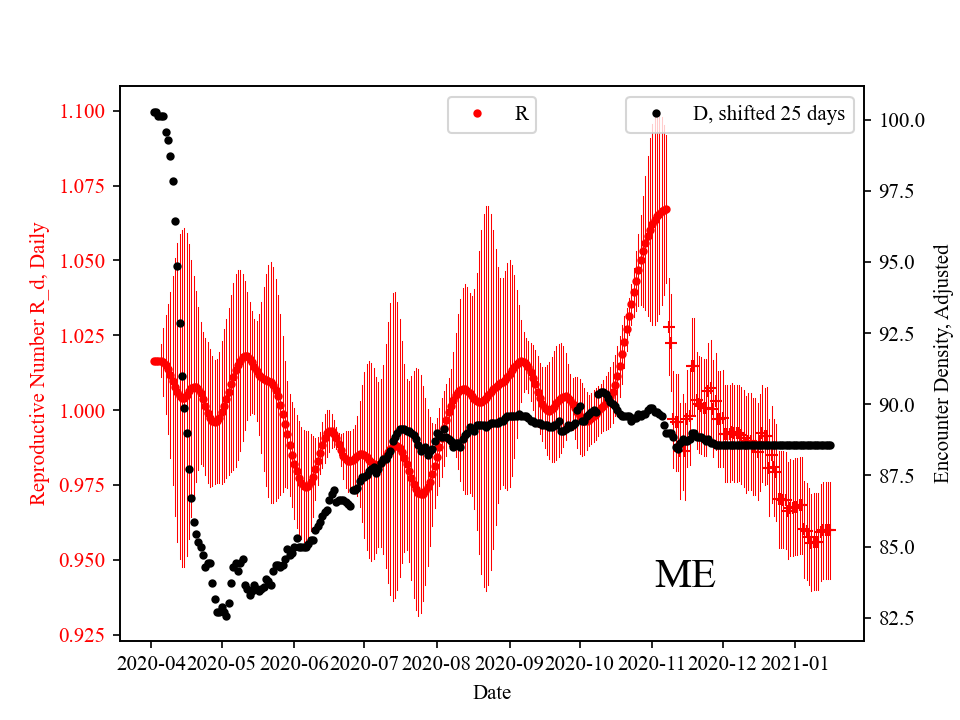 R
D, shifted 25 days
1.100
1.075
1.050
1.025
1.000
0.975
0.950
0.925
Reproductive Number R_d, Daily
100.0
97.5
95.0
92.5
90.0
87.5
85.0
82.5
Encounter Density, Adjusted
ME
2020-04 2020-05 2020-06 2020-07 2020-08 2020-09 2020-10 2020-11 2020-12 2021-01
Date